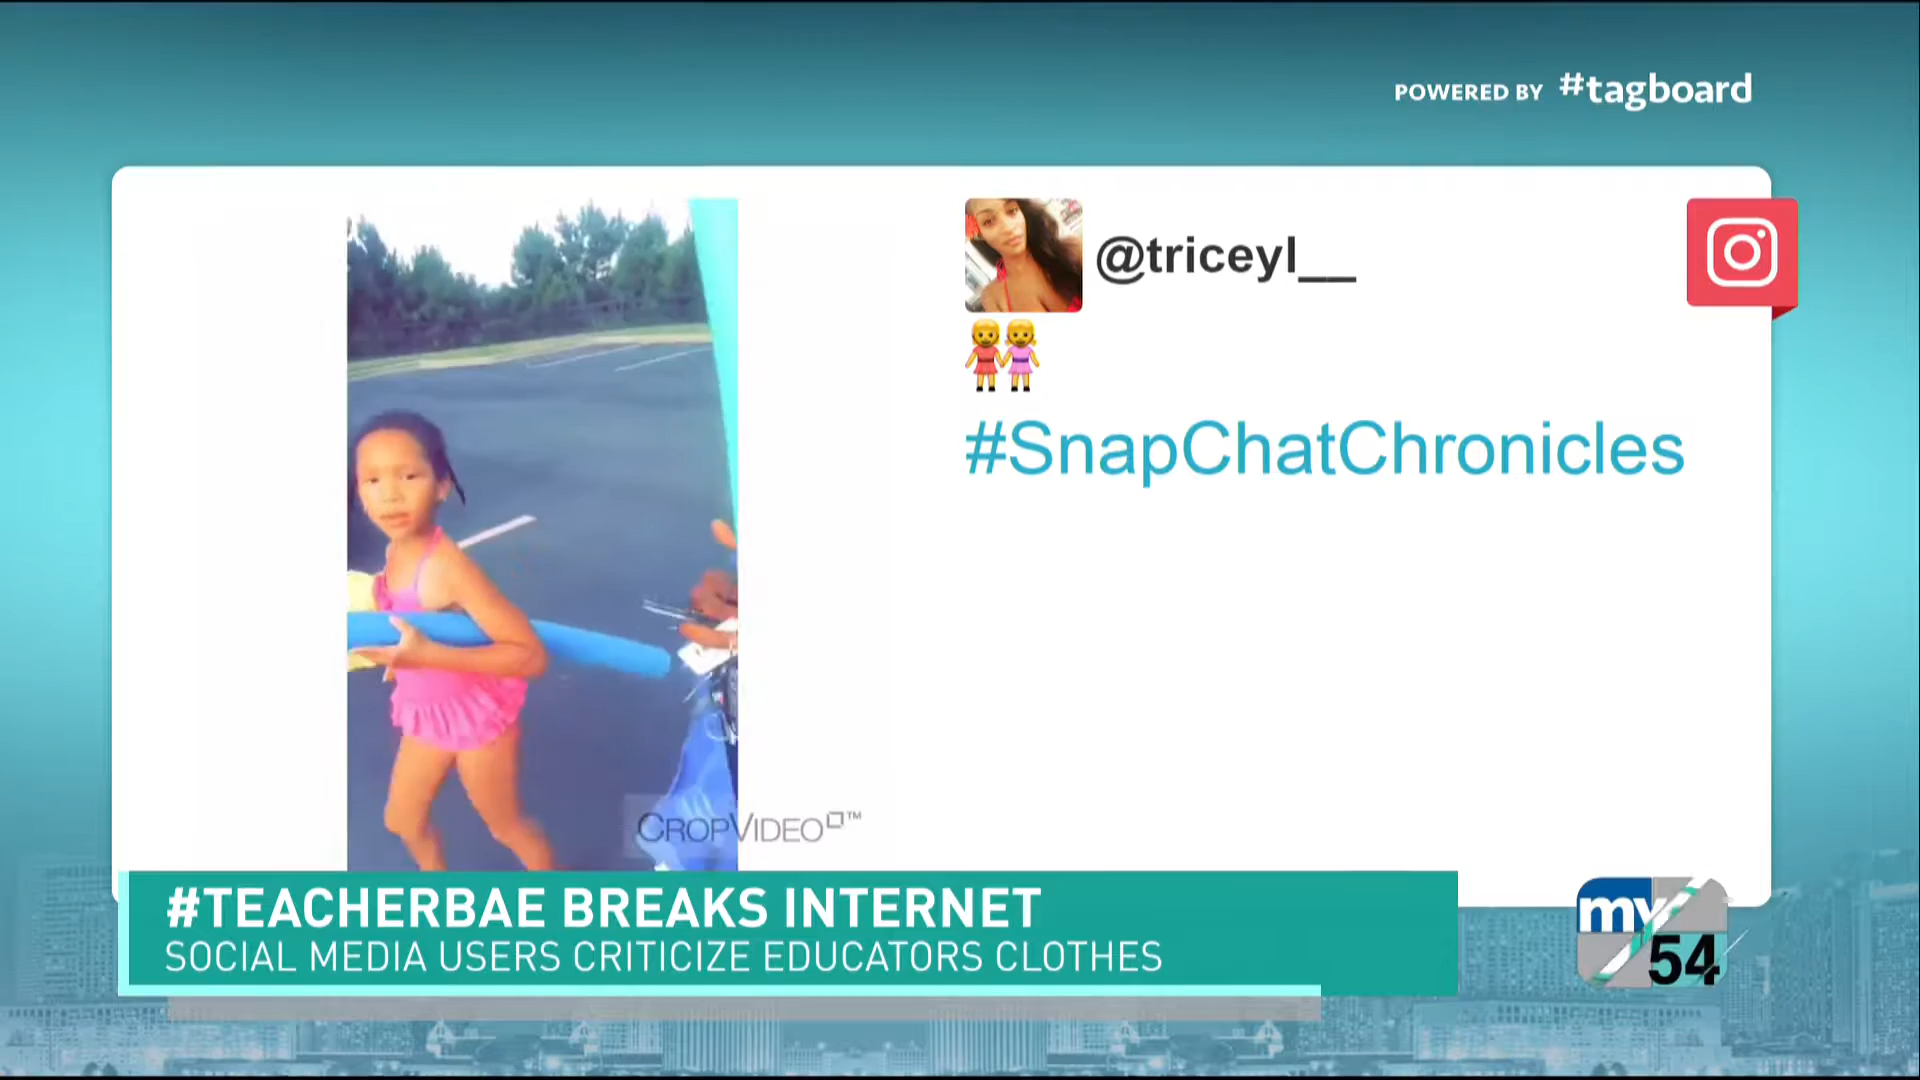 POWERED BY #tagboard
@triceyl__
#SnapChatChronicles
CROPVIDEO™
#TEACHERBAE BREAKS INTERNET
SOCIAL MEDIA USERS CRITICIZE EDUCATORS CLOTHES
my
54